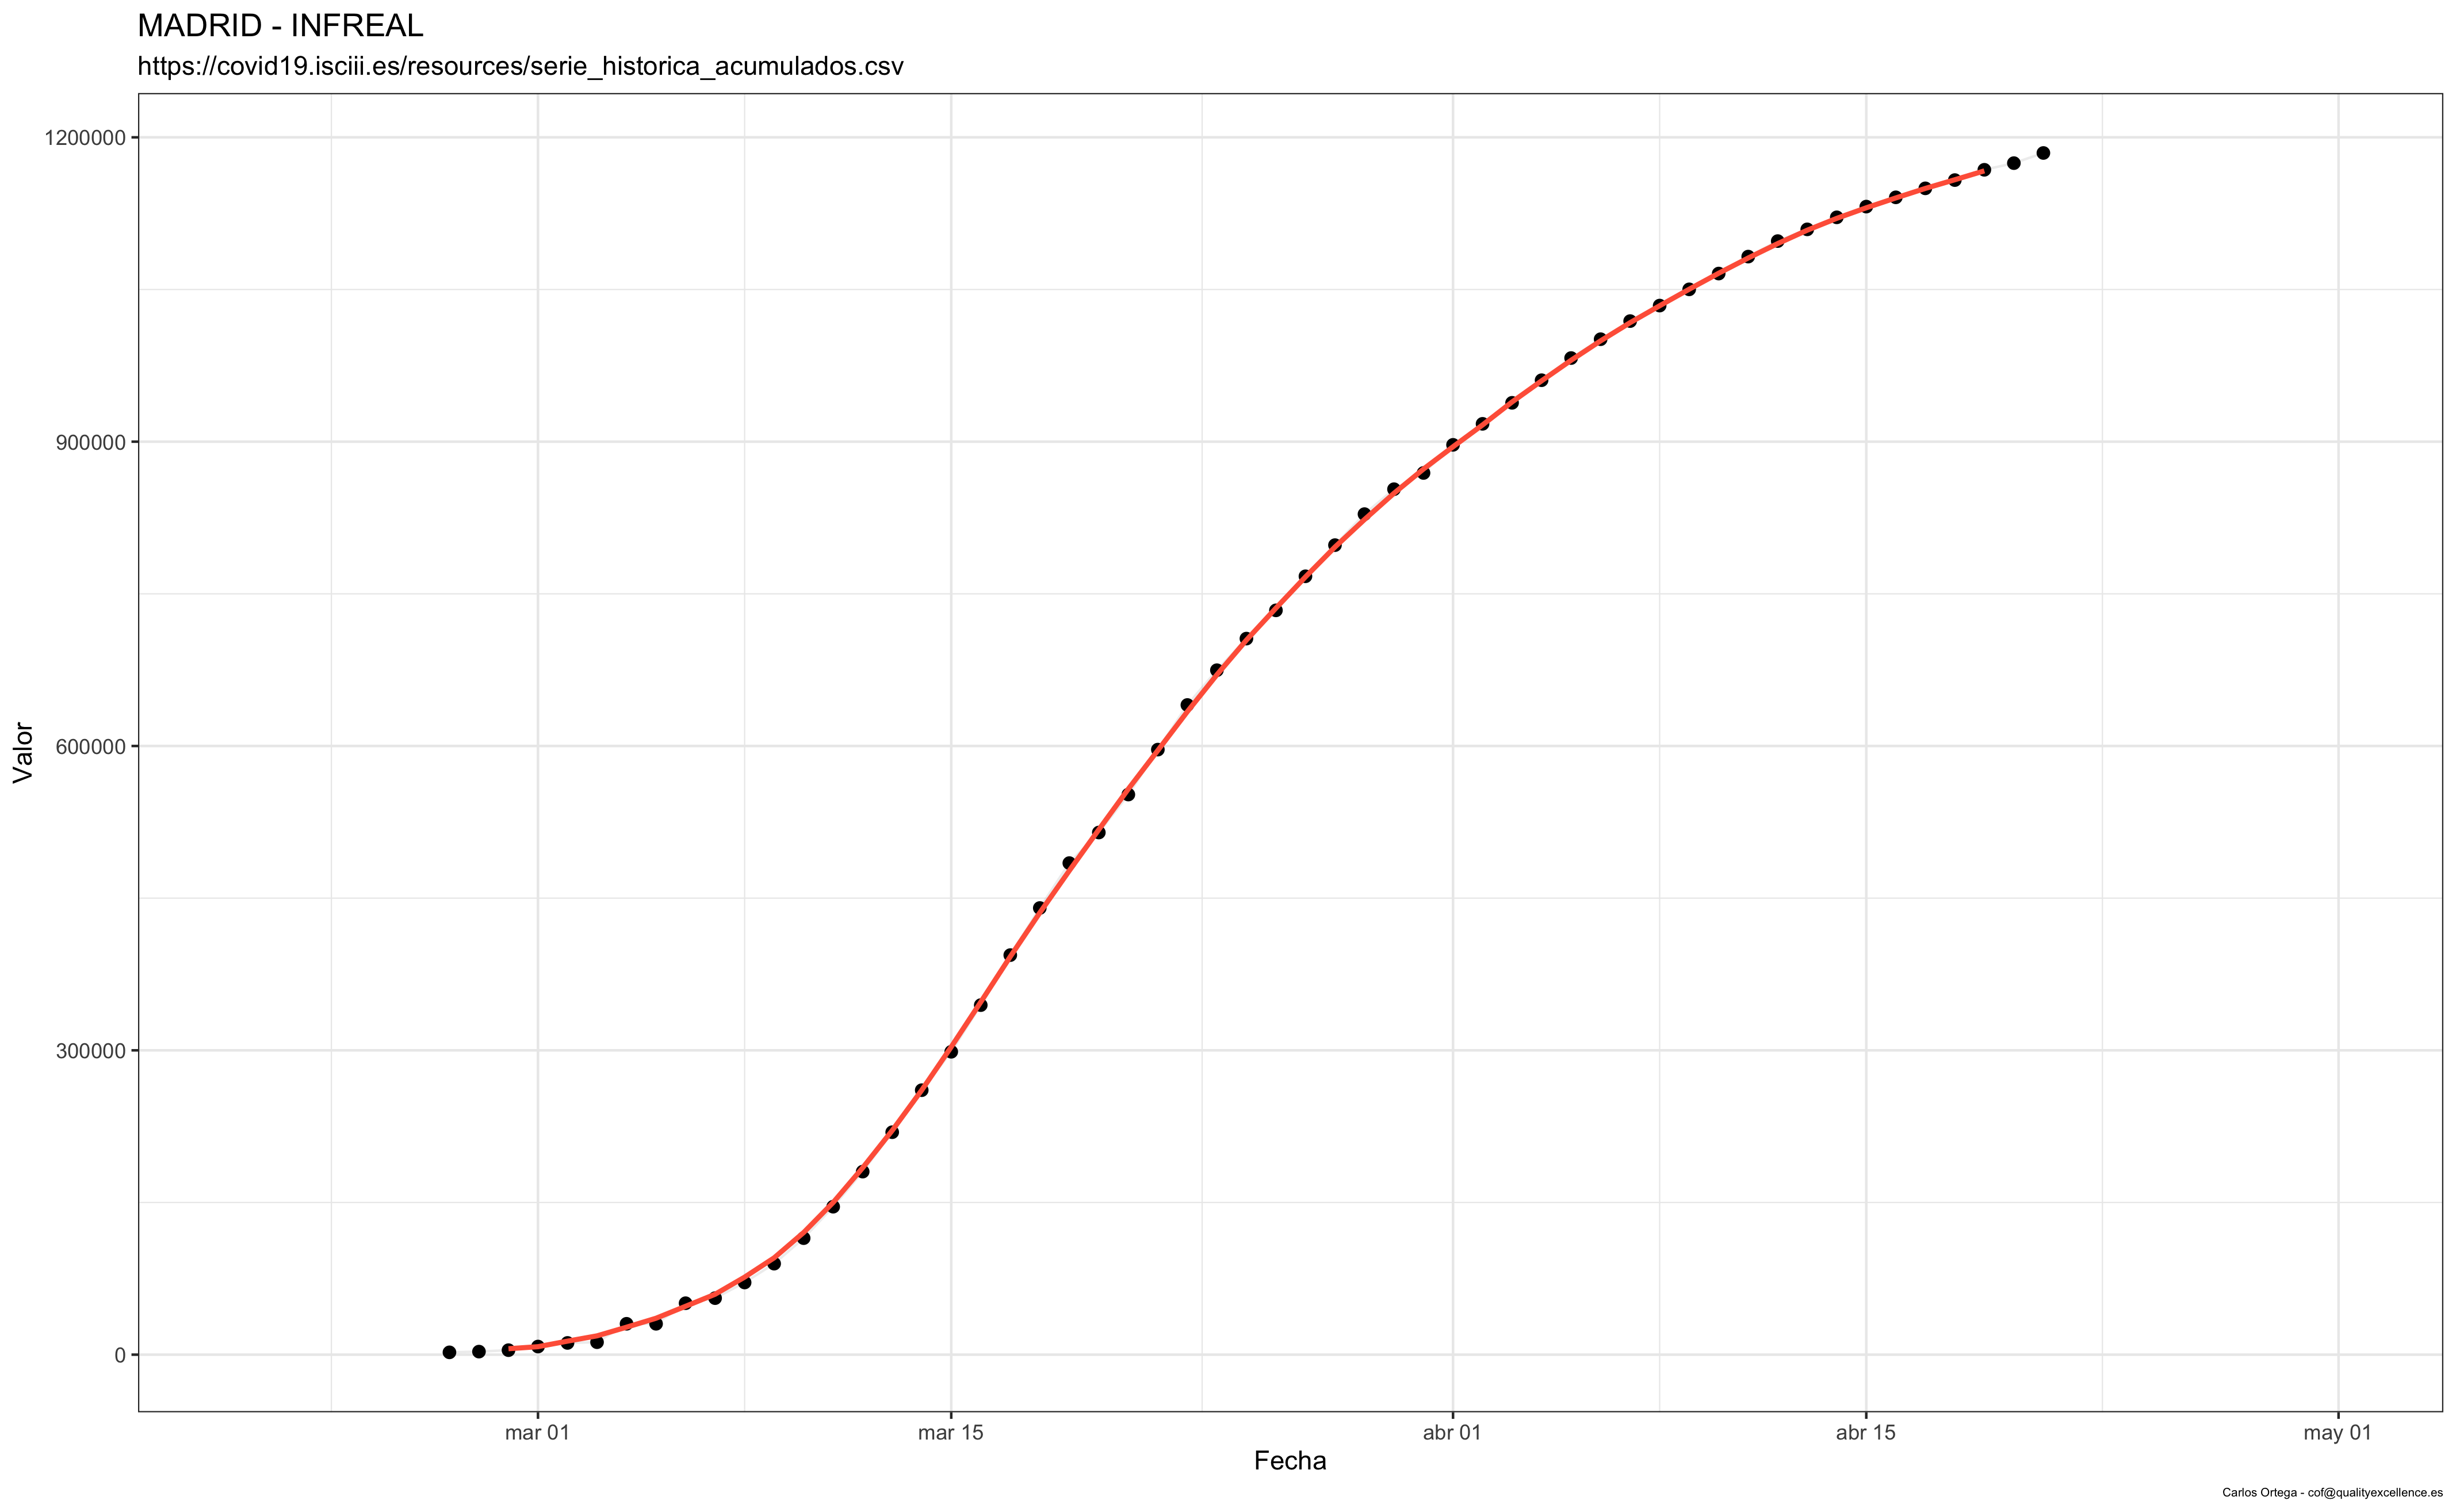 MADRID - INFREAL
https://covid19.isciii.es/resources/serie_historica_acumulados.csv
1200000
900000
600000
300000
0
Valor
mar 01
mar 15
abr 01
abr 15
may 01
Fecha
Carlos Ortega - cof@qualityexcellence.es